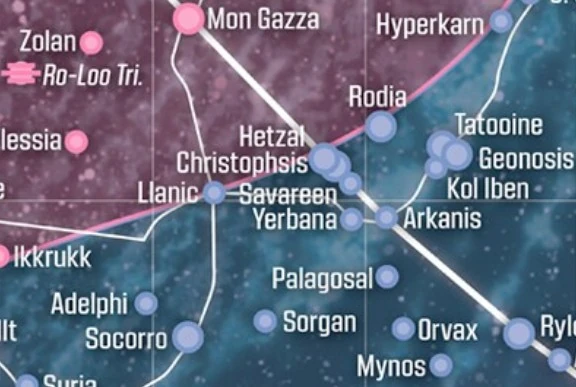 Mon Gazza
Hyperkarn
Zolan
Ro-Loo Tri.
Rodia
lessia
Hetzal
Tatooine
Christophsis
Geonosis
Llanic
Savareen
Kol Iben
Yerbana
Arkanis
Ikkrukk
Palagosal
Adelphi
Sorgan
Orvax
Ryl
Socorro
Mynos